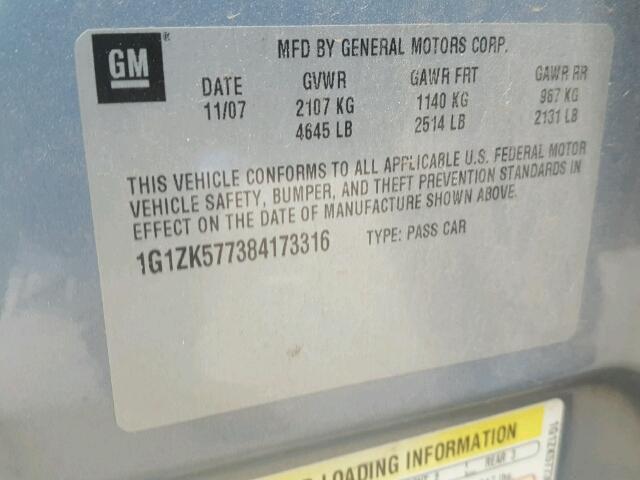 GM
MFD BY GENERAL MOTORS CORP.
DATE GVWR GAWR FRT GAWR RR
11/07 2107 KG 1140 KG 967 KG
4645 LB 2514 LB 2131 LB
THIS VEHICLE CONFORMS TO ALL APPLICABLE U.S. FEDERAL MOTOR
VEHICLE SAFETY, BUMPER, AND THEFT PREVENTION STANDARDS IN
EFFECT ON THE DATE OF MANUFACTURE SHOWN ABOVE.
1G1ZK577384173316 TYPE: PASS CAR
LOADING INFORMATION
REAR 3